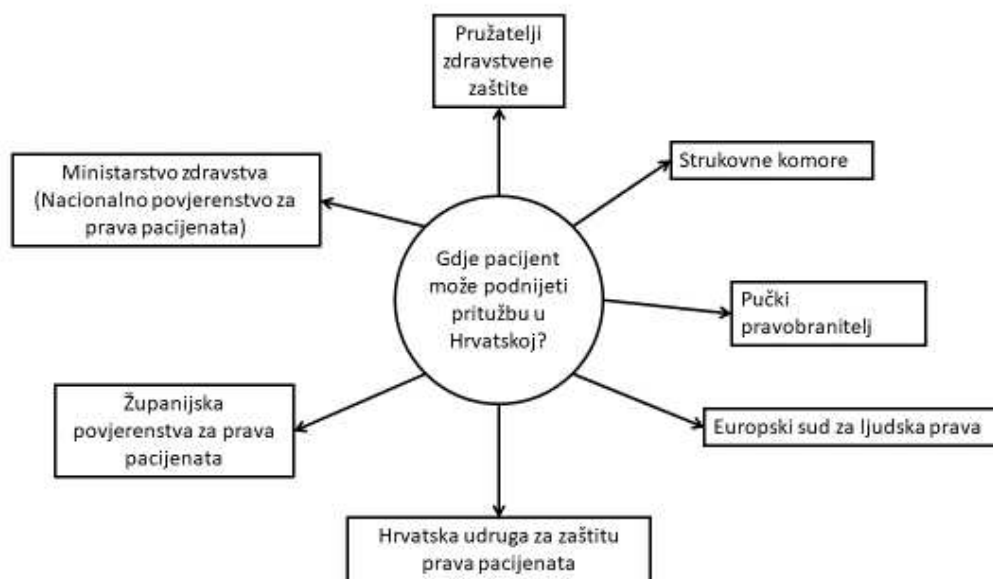 Pružatelji
zdravstvene
zaštite
Strukovne komore
Ministarstvo zdravstva
(Nacionalno povjerenstvo za
prava pacijenata)
Gdje pacijent
može podnijeti
pritužbu u
Hrvatskoj?
Pučki
pravobranitelj
Županijska
povjerenstva za prava
pacijenata
Europski sud za ljudska prava
Hrvatska udruga za zaštitu
prava pacijenata